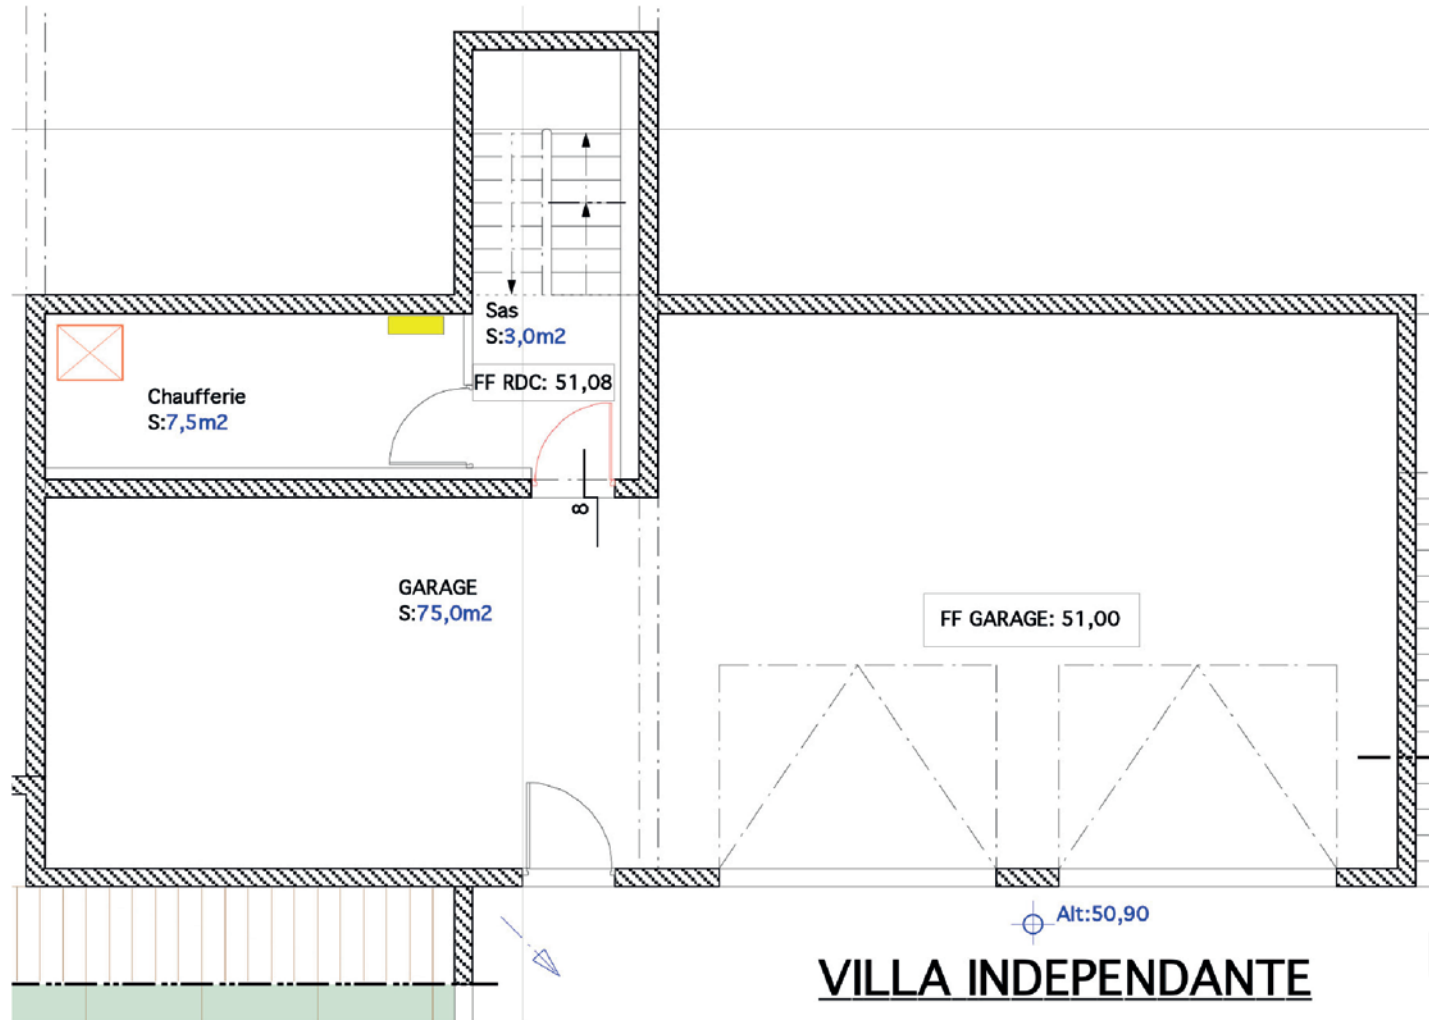 Sas
S:3,0m2
FF RDC: 51,08
Chaufferie
S:7,5m2
8
GARAGE
S:75,0m2
FF GARAGE: 51,00
Alt:50,90
VILLA INDEPENDANTE